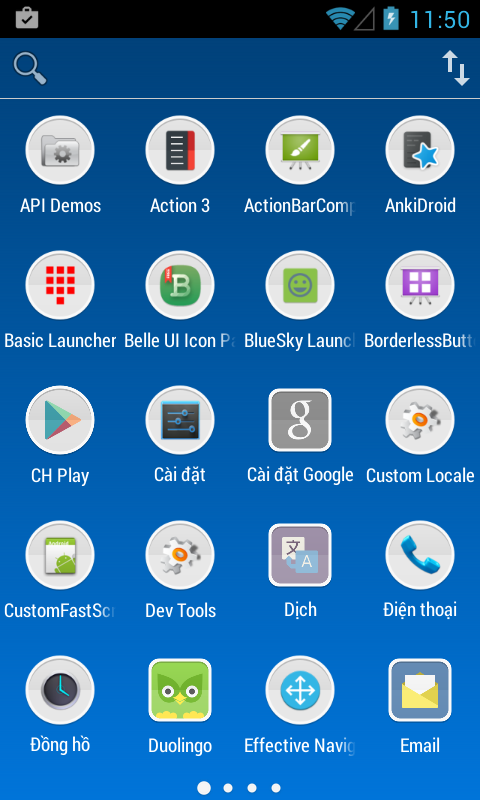 11:50
API Demos
Action 3
ActionBarComp
AnkiDroid
Basic Launcher
Belle UI Icon Pa
BlueSky Launc
BorderlessButt
CH Play
Cài đặt
Cài đặt Google
Custom Locale
CustomFastScr
Dev Tools
Dịch
Điện thoại
Đồng hồ
Duolingo
Effective Navig
Email